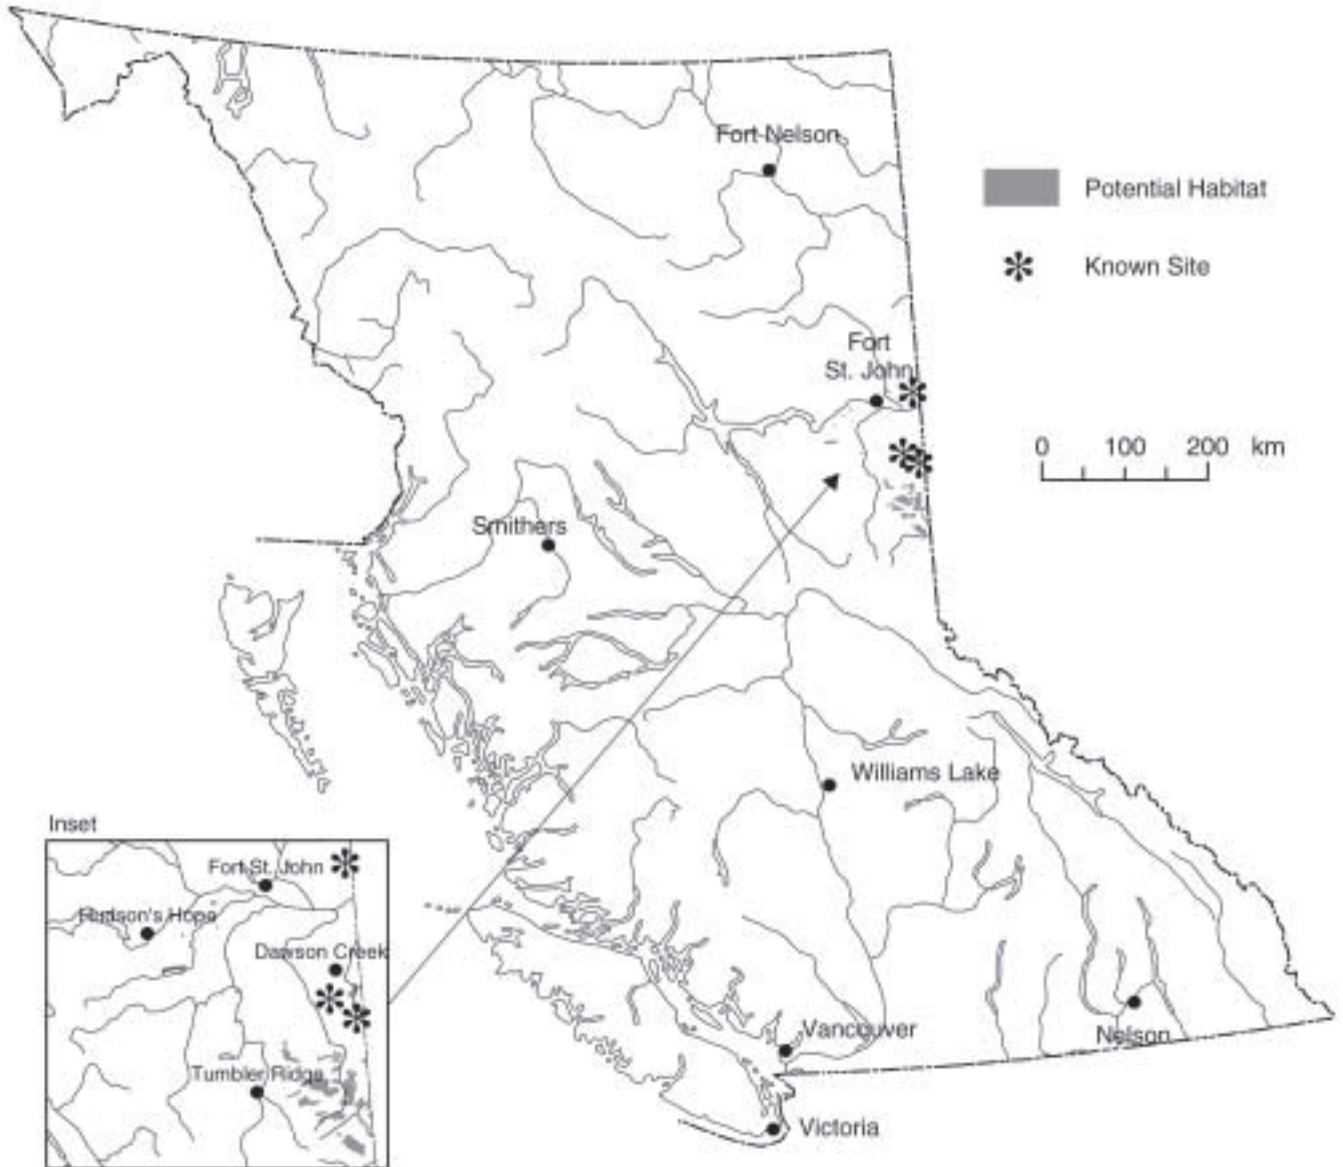 Fort Nelson
Potential Habitat
Known Site
Fort
St. John
0 100 200 km
Smithers
Williams Lake
Inset
Fort St. John
Hudson's Hope
Dawson Creek
Tumbler Ridge
Vancouver
Nelson
Victoria